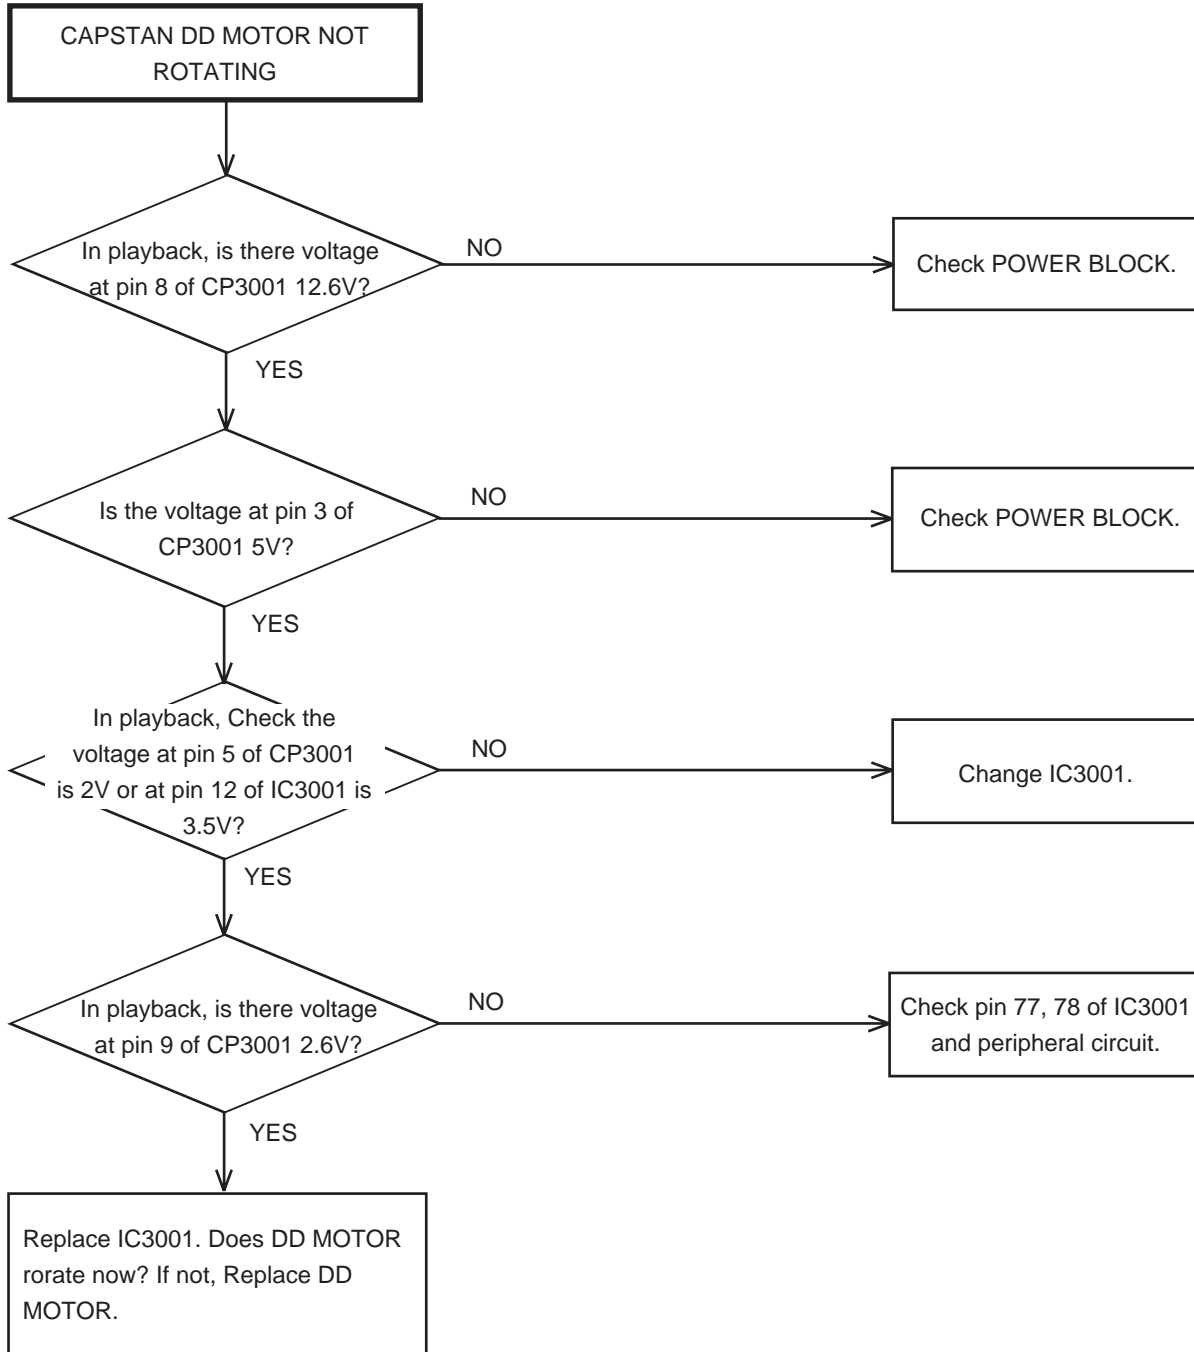 CAPSTAN DD MOTOR NOT
ROTATING
In playback, is there voltage
at pin 8 of CP3001 12.6V?
NO
Check POWER BLOCK.
YES
Is the voltage at pin 3 of
CP3001 5V?
NO
Check POWER BLOCK.
YES
In playback, Check the
voltage at pin 5 of CP3001
is 2V or at pin 12 of IC3001 is
3.5V?
NO
Change IC3001.
YES
In playback, is there voltage
at pin 9 of CP3001 2.6V?
NO
Check pin 77, 78 of IC3001
and peripheral circuit.
YES
Replace IC3001. Does DD MOTOR
rorate now? If not, Replace DD
MOTOR.